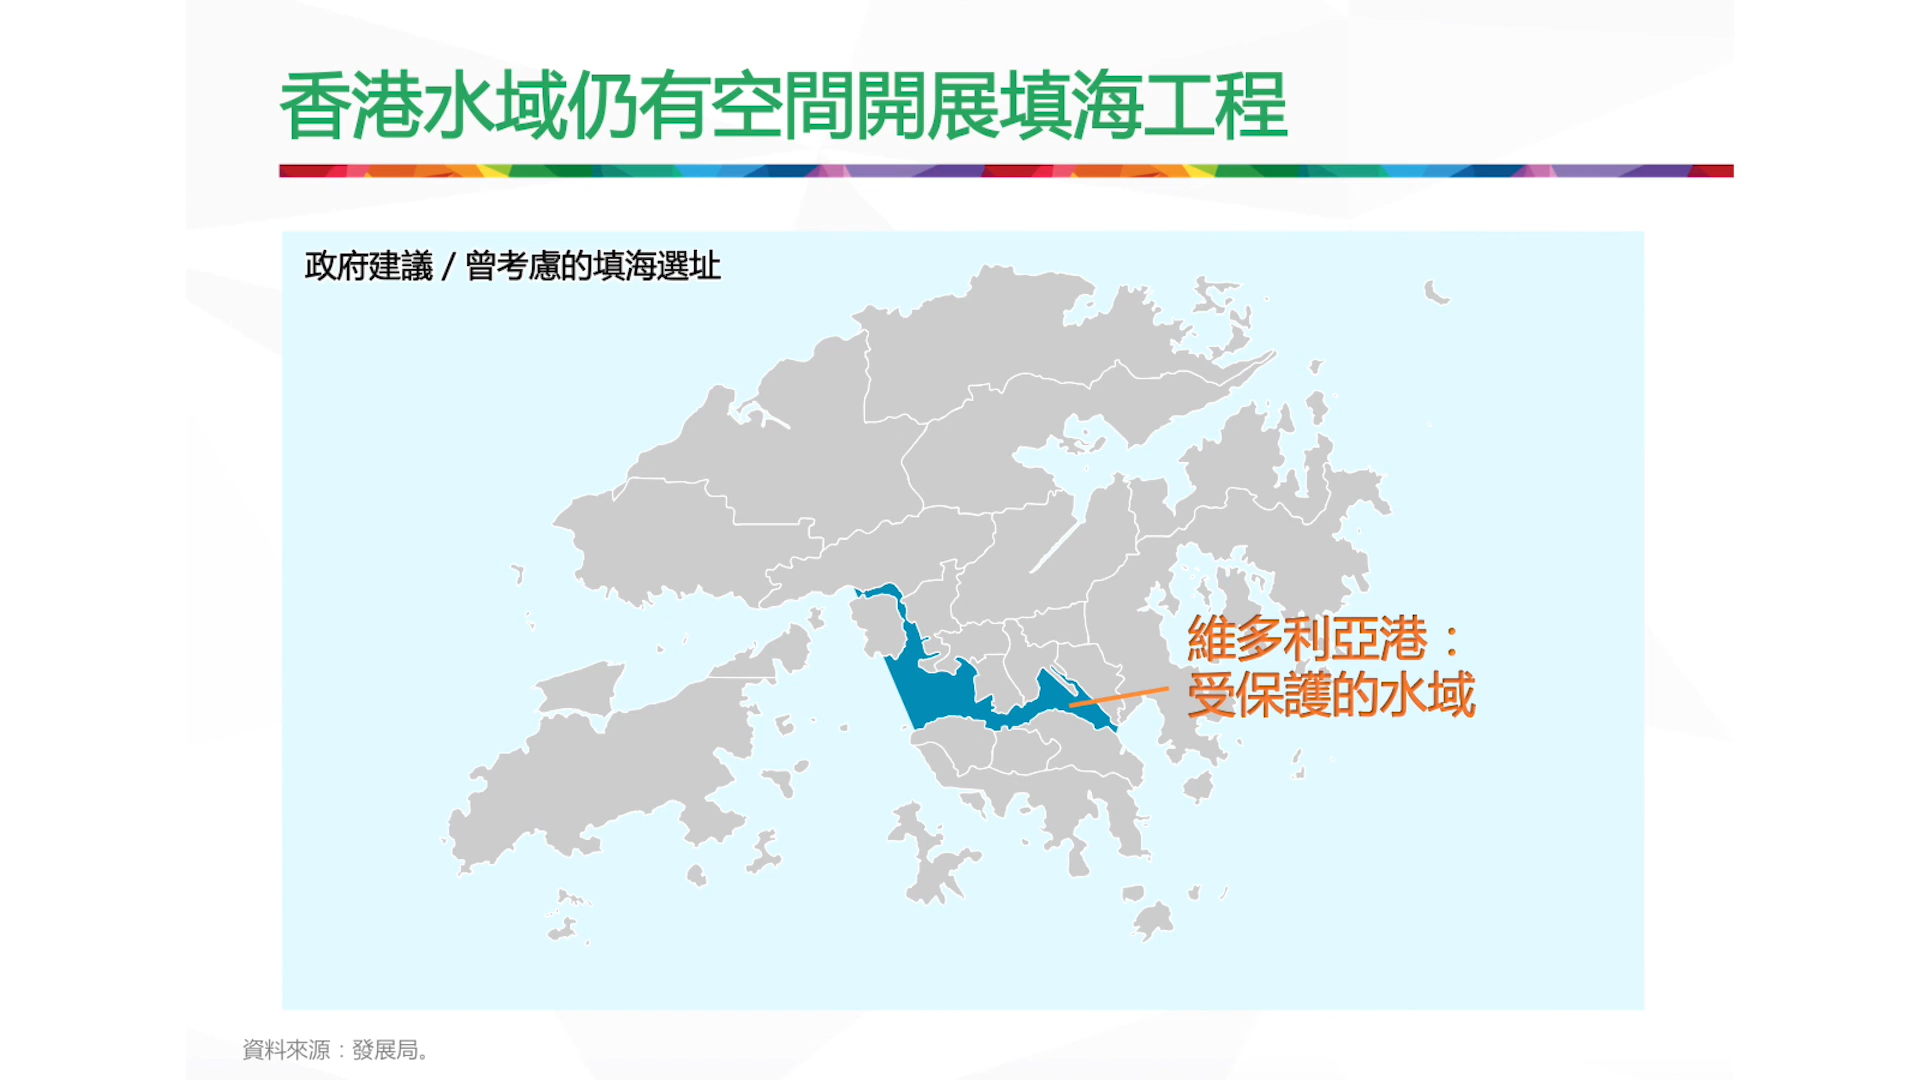 香港水域仍有空間開展填海工程
政府建議 / 曾考慮的填海選址
維多利亞港：
受保護的水域
資料來源：發展局。